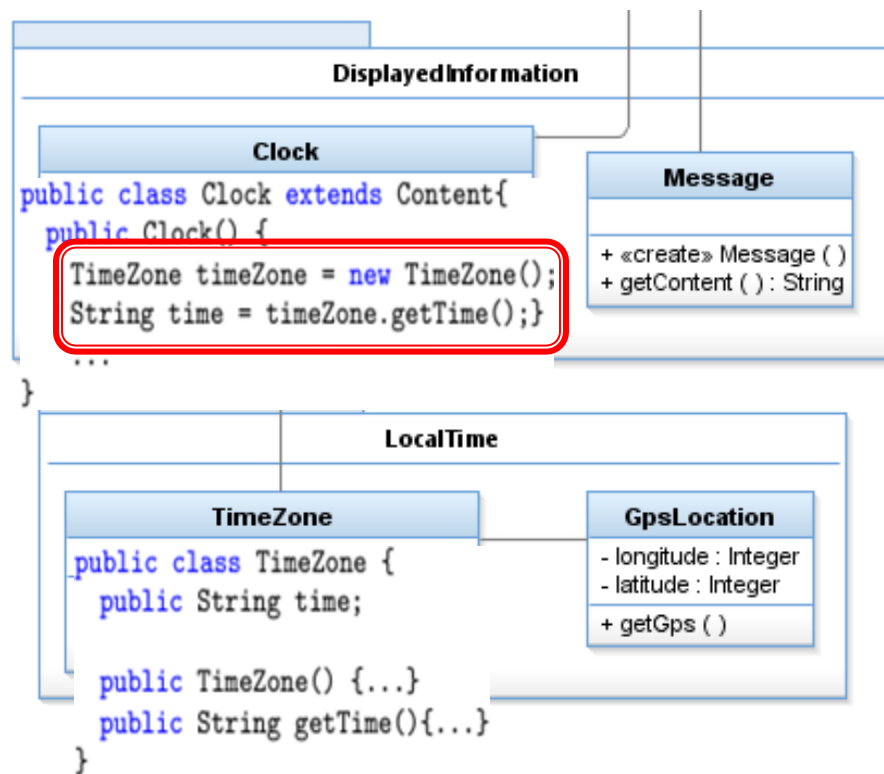 DisplayedInformation
Clock
public class Clock extends Content{
public Clock() {
TimeZone timeZone = new TimeZone();
String time = timeZone.getTime();}
...
}
Message
+ «create» Message ( )
+ getContent ( ) : String
LocalTime
TimeZone
public class TimeZone {
public String time;
public TimeZone() {...}
public String getTime(){...}
}
GpsLocation
- longitude : Integer
- latitude : Integer
+ getGps ( )